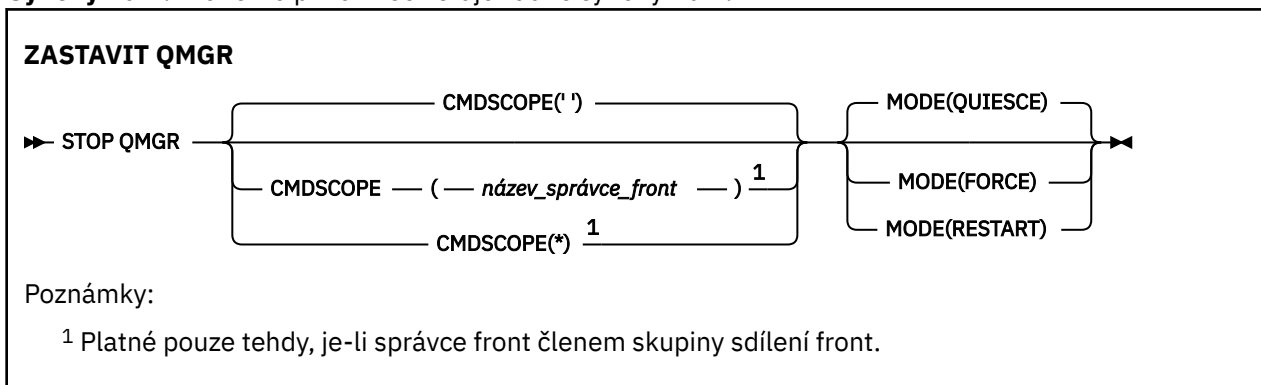 ZASTAVIT QMGR
CMDSCOPE(' ') MODE(QUIESCE)
STOP QMGR
CMDSCOPE ( název_správce_front ) 1 MODE(FORCE)
CMDSCOPE(*) 1 MODE(RESTART)
Poznámky:
1 Platné pouze tehdy, je-li správce front členem skupiny sdílení front.